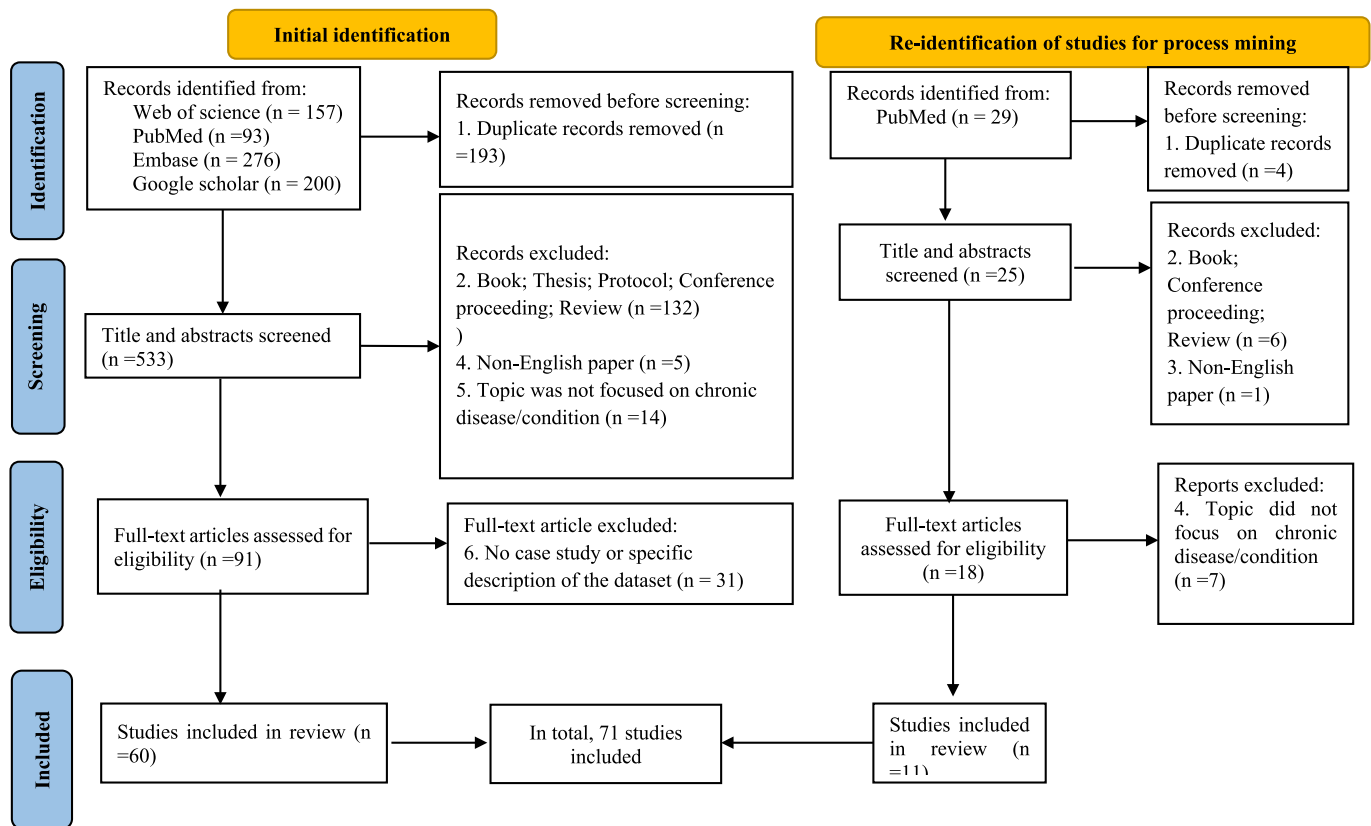 Initial identification
Re-identification of studies for process mining
Identification
Records identified from:
Web of science (n = 157)
PubMed (n =93)
Embase (n = 276)
Google scholar (n = 200)
Records removed before screening:
1. Duplicate records removed (n
=193)
Records identified from:
PubMed (n = 29)
Records removed
before screening:
1. Duplicate records
removed (n =4)
Screening
Title and abstracts screened
(n =533)
Records excluded:
2. Book; Thesis; Protocol; Conference
proceeding; Review (n =132)
)
4. Non-English paper (n =5)
5. Topic was not focused on chronic
disease/condition (n =14)
Title and abstracts
screened (n =25)
Records excluded:
2. Book;
Conference
proceeding;
Review (n =6)
3. Non-English
paper (n =1)
Eligibility
Full-text articles assessed for
eligibility (n =91)
Full-text article excluded:
6. No case study or specific
description of the dataset (n = 31)
Full-text articles
assessed for eligibility
(n =18)
Reports excluded:
4. Topic did not
focus on chronic
disease/condition
(n =7)
Included
Studies included in review (n
=60)
In total, 71 studies
included
Studies included
in review (n
=11)